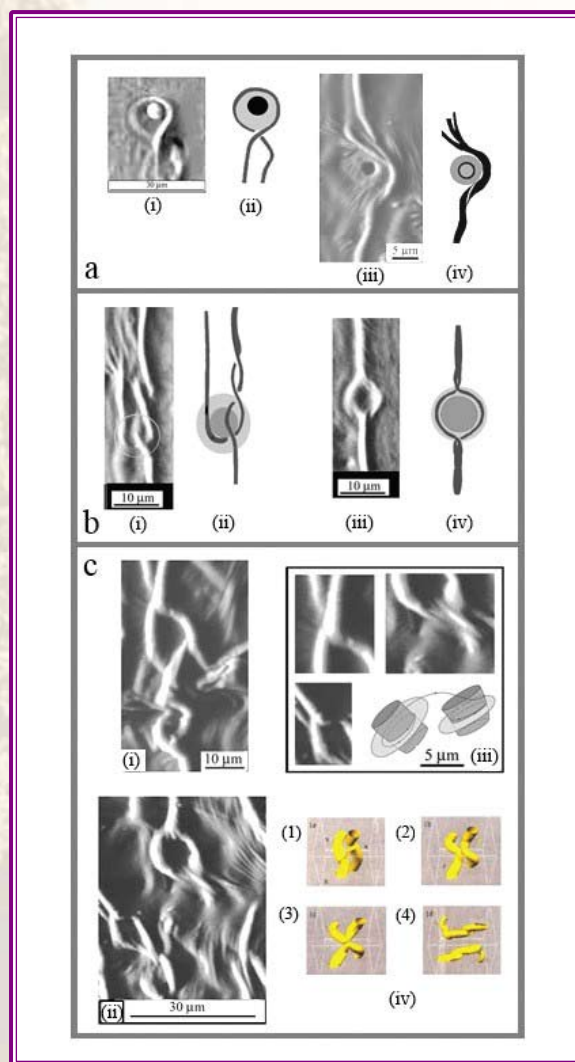 30 µm
(i)
(ii)
5 µm
(iii)
(iv)
a
10 µm
(i)
(ii)
10 µm
(iii)
(iv)
b
c
(i)
10 µm
5 µm
(iii)
(ii)
30 µm
(1)
(2)
(3)
(4)
(iv)